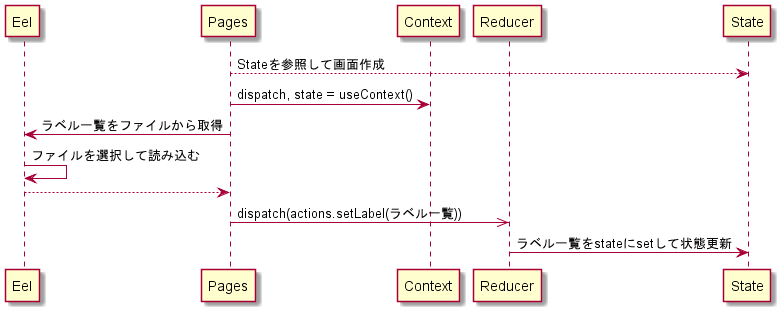 Eel Pages Context Reducer State
Stateを参照して画面作成
dispatch, state = useContext()
ラベル一覧をファイルから取得
ファイルを選択して読み込む
dispatch(actions.setLabel(ラベル一覧))
ラベル一覧をstateにsetして状態更新
Eel Pages Context Reducer State